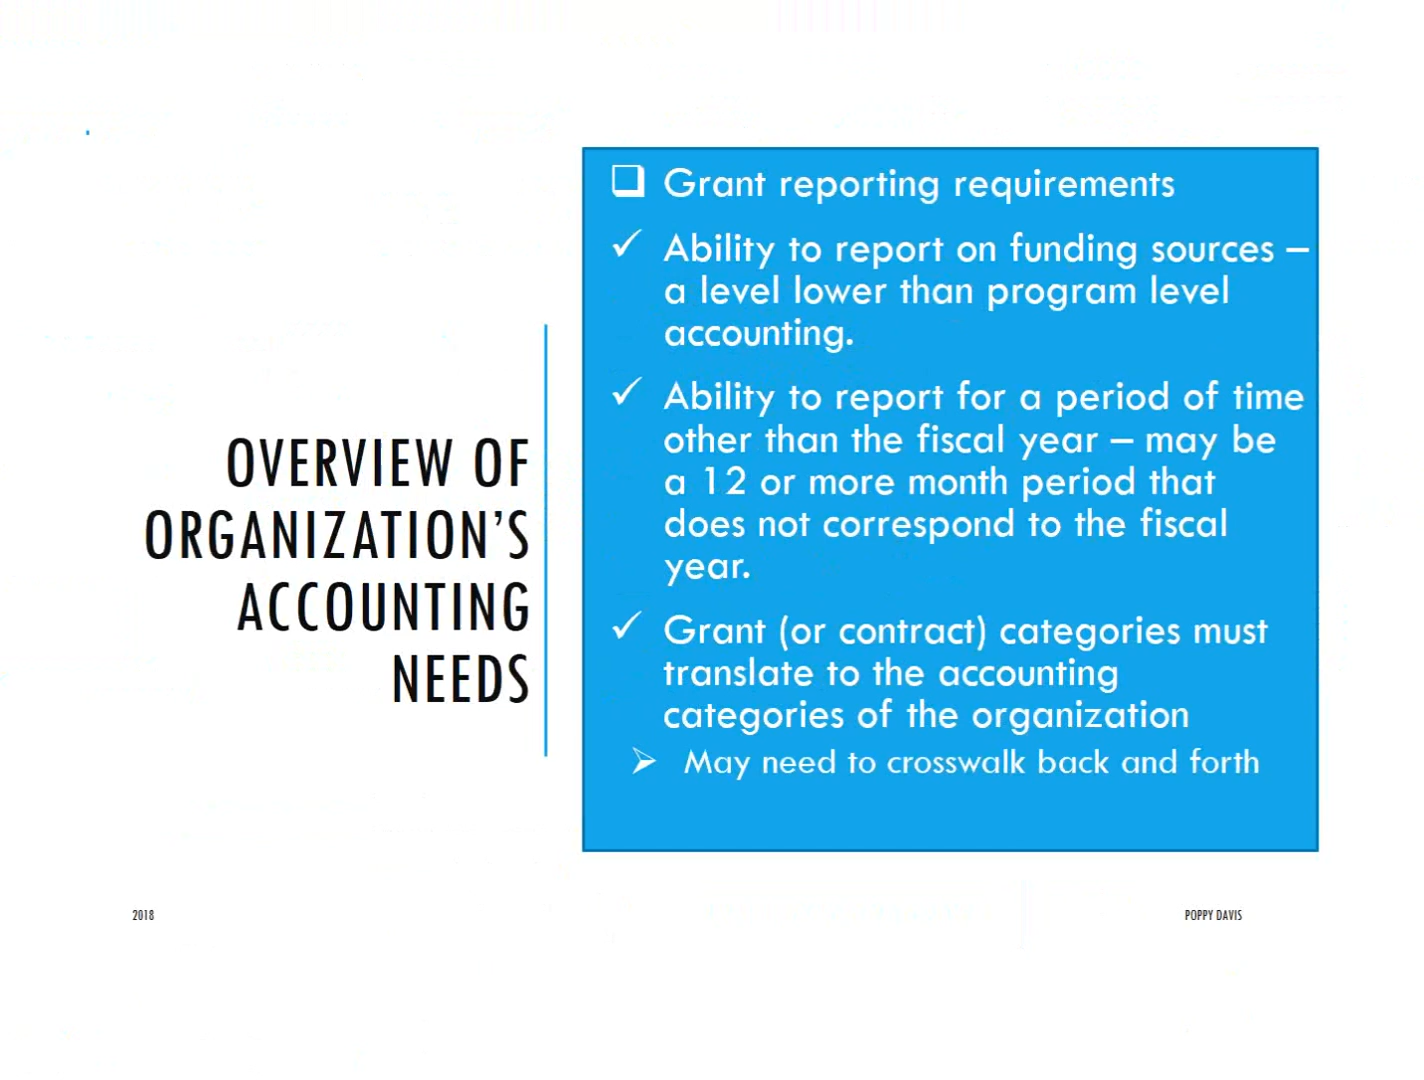 OVERVIEW OF
ORGANIZATION'S
ACCOUNTING
NEEDS
Grant reporting requirements
Ability to report on funding sources –
a level lower than program level
accounting.
Ability to report for a period of time
other than the fiscal year – may be
a 12 or more month period that
does not correspond to the fiscal
year.
Grant (or contract) categories must
translate to the accounting
categories of the organization
May need to crosswalk back and forth
2018
POPPY DAVIS